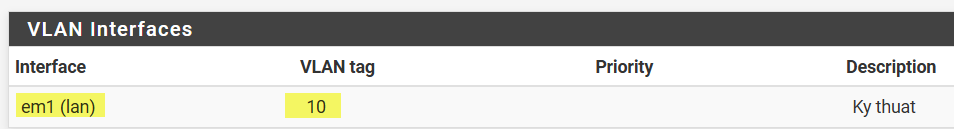 VLAN Interfaces
Interface VLAN tag Priority Description
em1 (lan) 10 Ky thuat